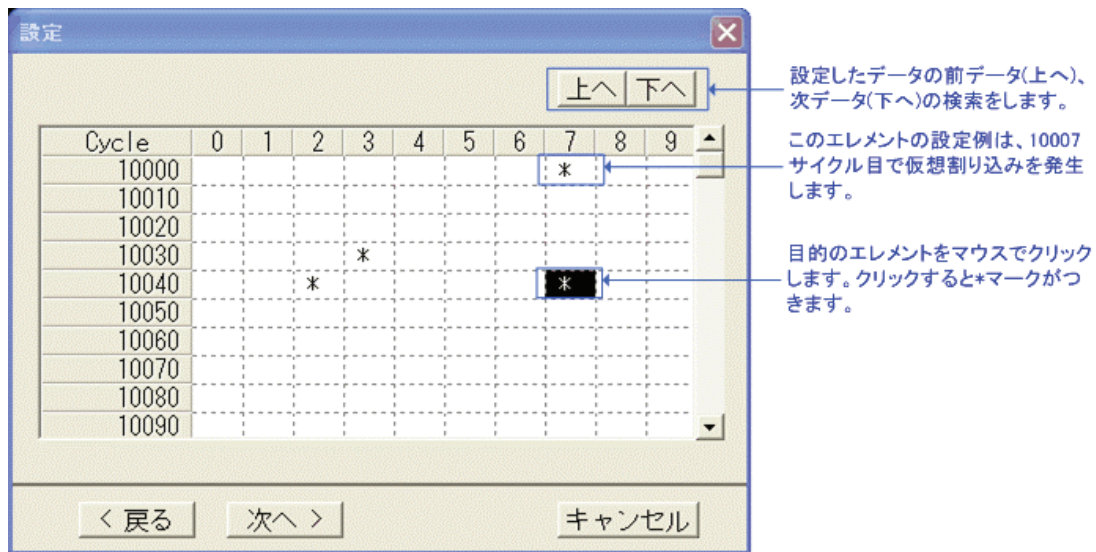 設定
上へ 下へ
設定したデータの前データ(上へ)、
次データ(下へ)の検索をします。
Cycle 0 1 2 3 4 5 6 7 8 9
10000 *
10010
10020
10030 *
10040 * *
10050
10060
10070
10080
10090
このエレメントの設定例は、10007
サイクル目で仮想割り込みを発生
します。
目的のエレメントをマウスでクリック
します。クリックすると*マークがつ
きます。
< 戻る 次へ > キャンセル